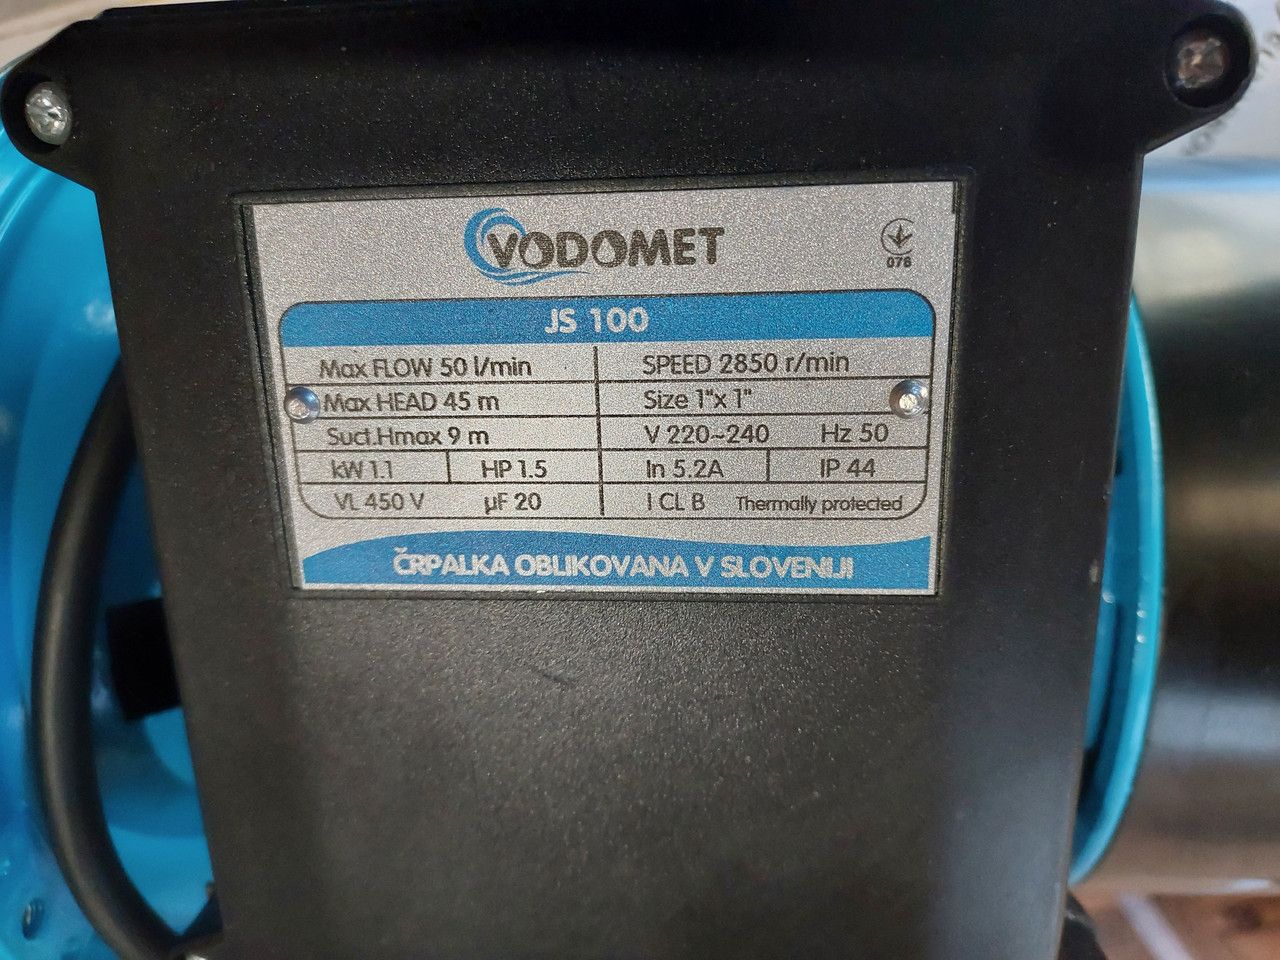 VODOMET
076
JS 100
Max FLOW 50 l/min SPEED 2850 r/min
Max HEAD 45 m Size 1"x 1"
Suct.Hmax 9 m V 220~240 Hz 50
kW 1.1 HP 1.5 In 5.2A IP 44
VL 450 V µF 20 I CL B Thermally protected
ČRPALKA OBLIKOVANA V SLOVENIJI